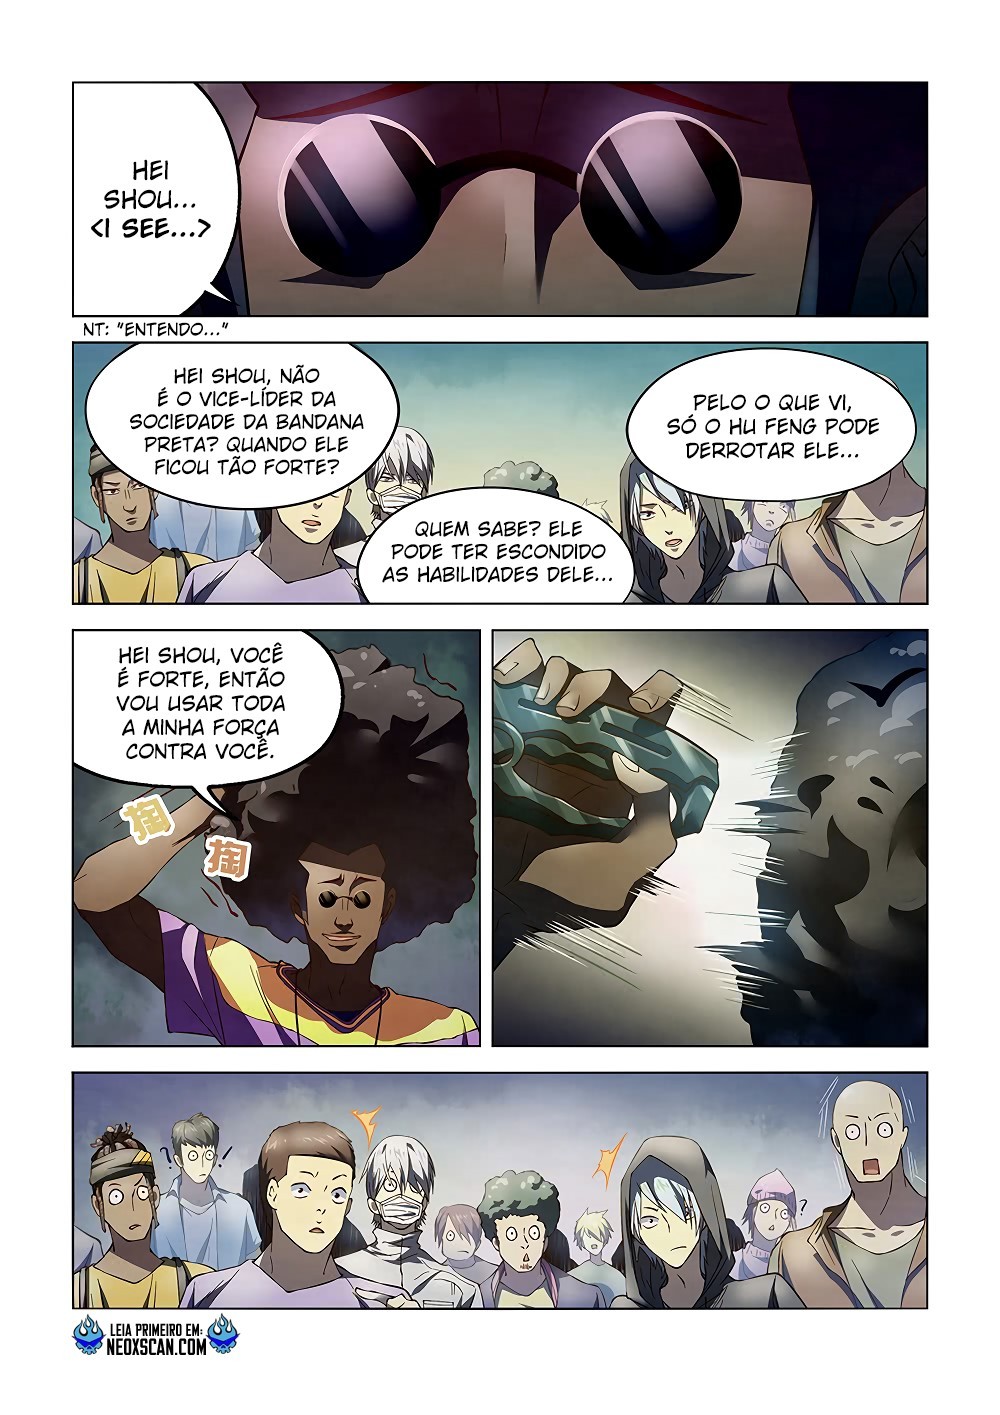 HEI
SHOU...
<I SEE...>
NT: "ENTENDO..."
HEI SHOU, NÃO
É O VICE-LÍDER DA
SOCIEDADE DA BANDANA
PRETA? QUANDO ELE
FICOU TÃO FORTE?
PELO O QUE VI,
SÓ O HU FENG PODE
DERROTAR ELE...
QUEM SABE? ELE
PODE TER ESCONDIDO
AS HABILIDADES DELE...
HEI SHOU, VOCÊ
É FORTE, ENTÃO
VOU USAR TODA
A MINHA FORÇA
CONTRA VOCÊ.
掏
掏
? !
?
LEIA PRIMEIRO EM:
NEOXSCAN.COM